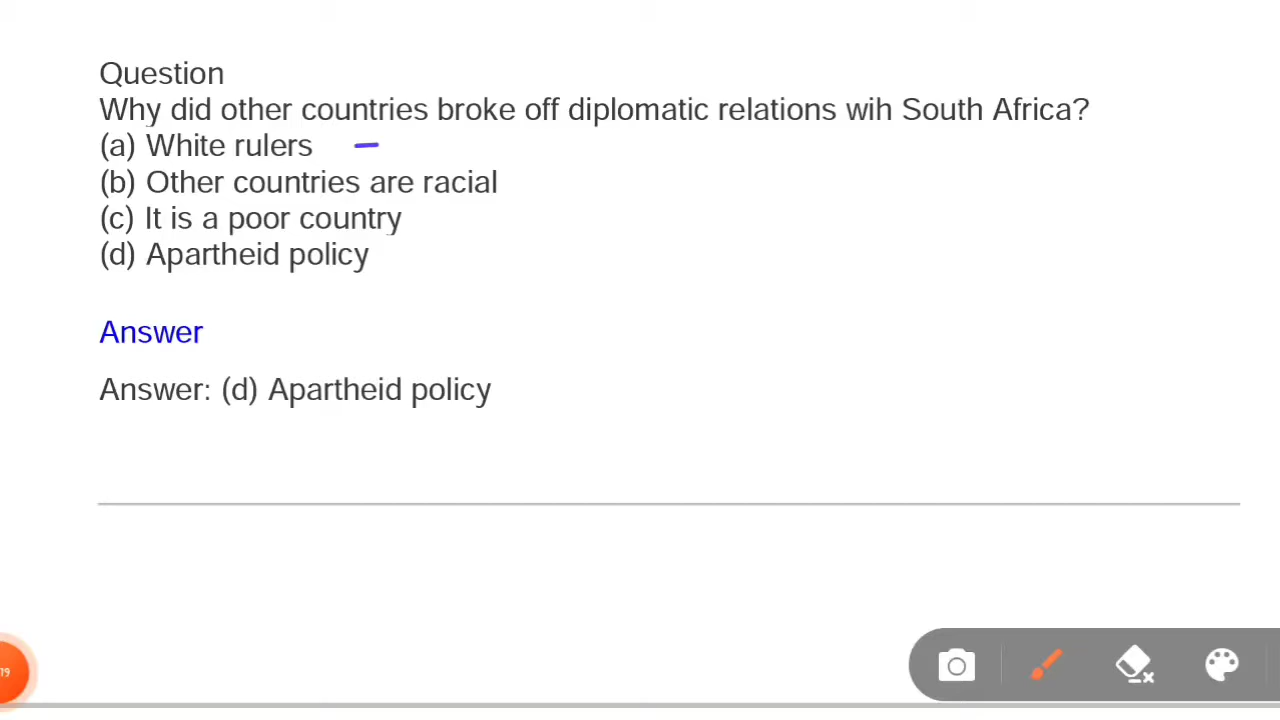 Question
Why did other countries broke off diplomatic relations wih South Africa?
(a) White rulers
(b) Other countries are racial
(c) It is a poor country
(d) Apartheid policy
Answer
Answer: (d) Apartheid policy
19